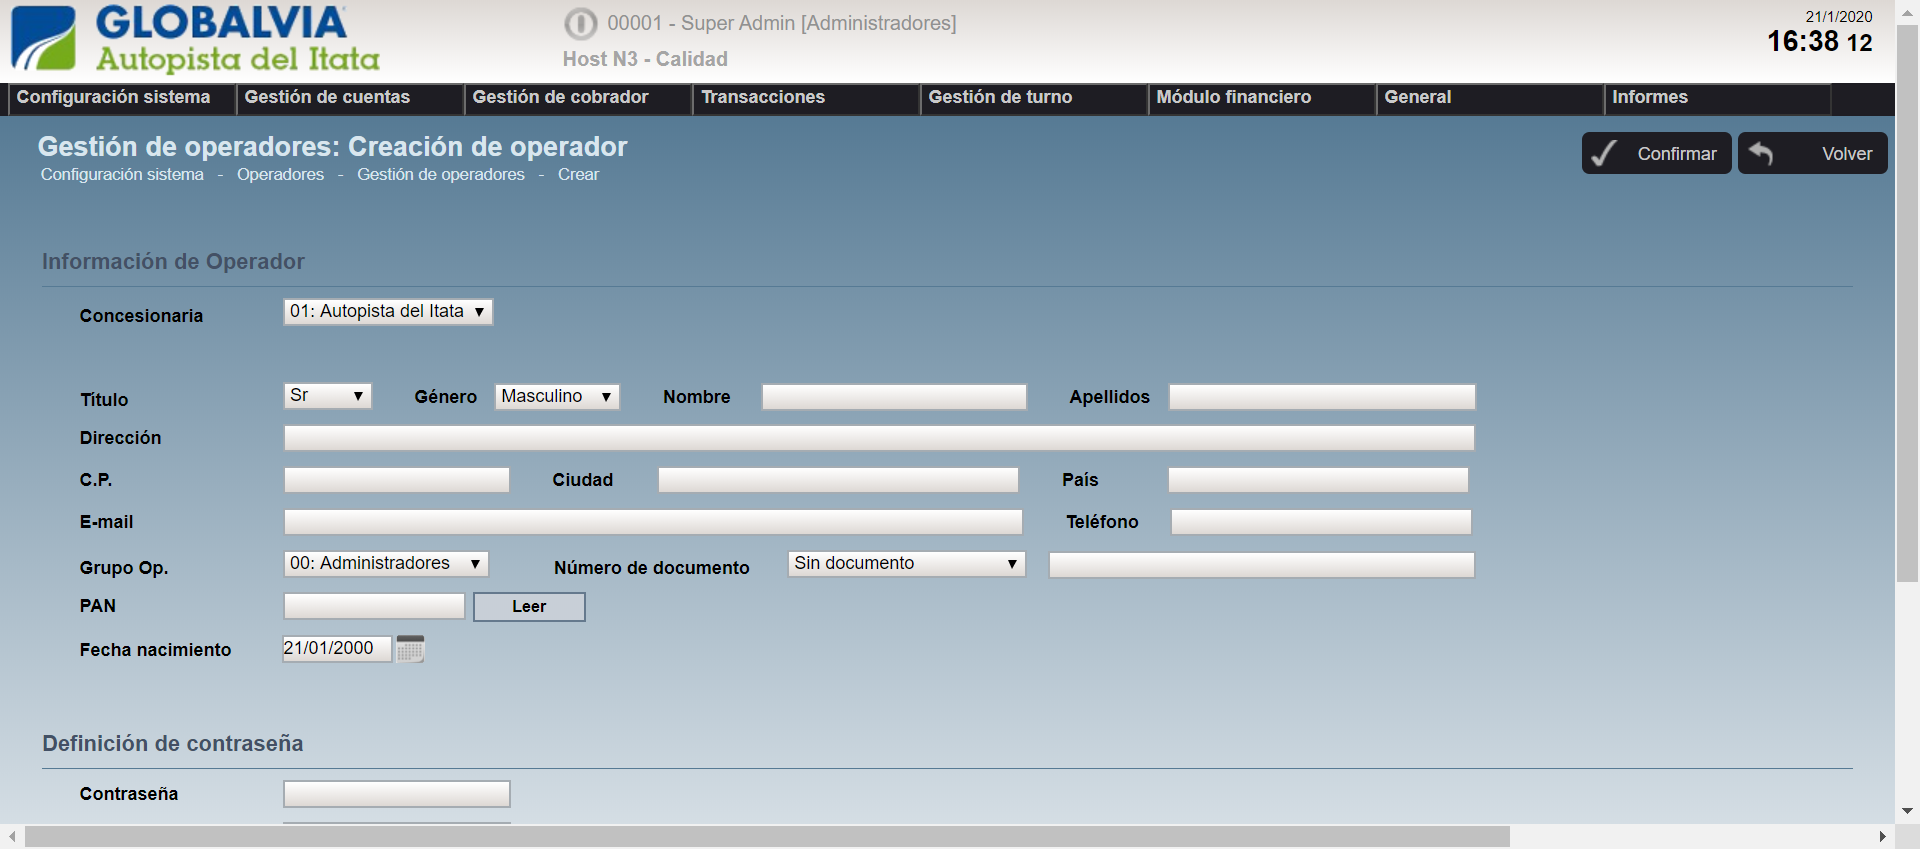 GLOBALVIA
Autopista del Itata
00001 - Super Admin [Administradores]
Host N3 - Calidad
21/1/2020
16:38 12
Configuración sistema Gestión de cuentas Gestión de cobrador Transacciones Gestión de turno Módulo financiero General Informes
Gestión de operadores: Creación de operador
Configuración sistema - Operadores - Gestión de operadores - Crear
Confirmar Volver
Información de Operador
Concesionaria 01: Autopista del Itata
Título Sr Género Masculino Nombre Apellidos
Dirección
C.P. Ciudad País
E-mail Teléfono
Grupo Op. 00: Administradores Número de documento Sin documento
PAN Leer
Fecha nacimiento 21/01/2000
Definición de contraseña
Contraseña